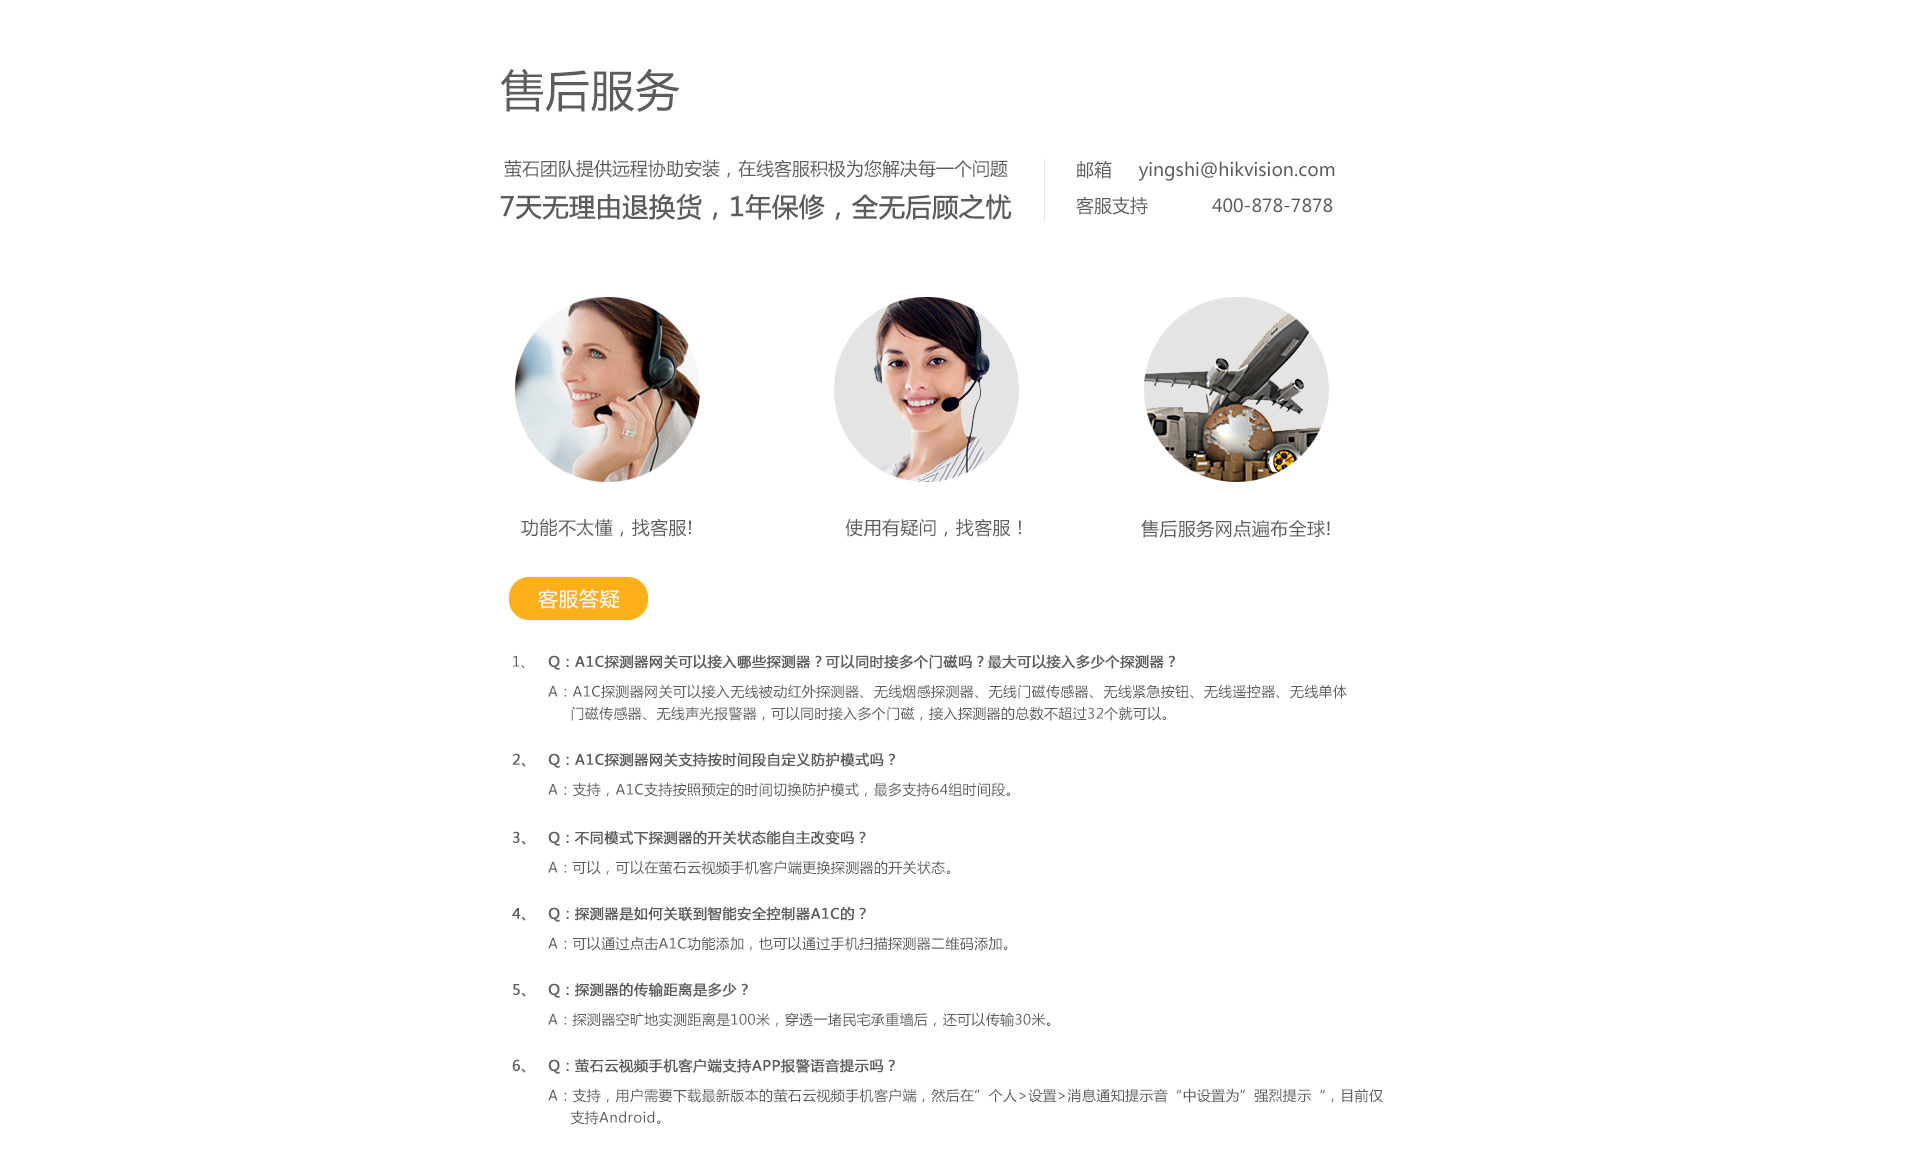 售后服务
萤石团队提供远程协助安装，在线客服积极为您解决每一个问题
7天无理由退换货，1年保修，全无后顾之忧
邮箱 yingshi@hikvision.com
客服支持 400-878-7878
功能不太懂，找客服!
使用有疑问，找客服！
售后服务网点遍布全球!
客服答疑
1、 Q：A1C探测器网关可以接入哪些探测器？可以同时接多个门磁吗？最大可以接入多少个探测器？
A：A1C探测器网关可以接入无线被动红外探测器、无线烟感探测器、无线门磁传感器、无线紧急按钮、无线遥控器、无线单体
门磁传感器、无线声光报警器，可以同时接入多个门磁，接入探测器的总数不超过32个就可以。
2、 Q：A1C探测器网关支持按时间段自定义防护模式吗？
A：支持，A1C支持按照预定的时间切换防护模式，最多支持64组时间段。
3、 Q：不同模式下探测器的开关状态能自主改变吗？
A：可以，可以在萤石云视频手机客户端更换探测器的开关状态。
4、 Q：探测器是如何关联到智能安全控制器A1C的？
A：可以通过点击A1C功能添加，也可以通过手机扫描探测器二维码添加。
5、 Q：探测器的传输距离是多少？
A：探测器空旷地实测距离是100米，穿透一堵民宅承重墙后，还可以传输30米。
6、 Q：萤石云视频手机客户端支持APP报警语音提示吗？
A：支持，用户需要下载最新版本的萤石云视频手机客户端，然后在”个人>设置>消息通知提示音“中设置为”强烈提示“，目前仅
支持Android。